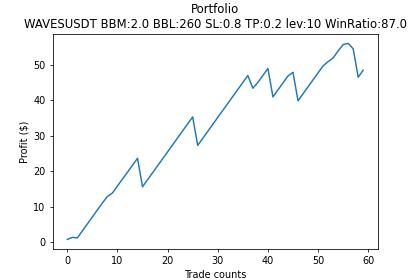 Portfolio
WAVESUSDT BBM:2.0 BBL:260 SL:0.8 TP:0.2 lev:10 WinRatio:87.0
Profit ($)
50
40
30
20
10
0
0 10 20 30 40 50 60
Trade counts